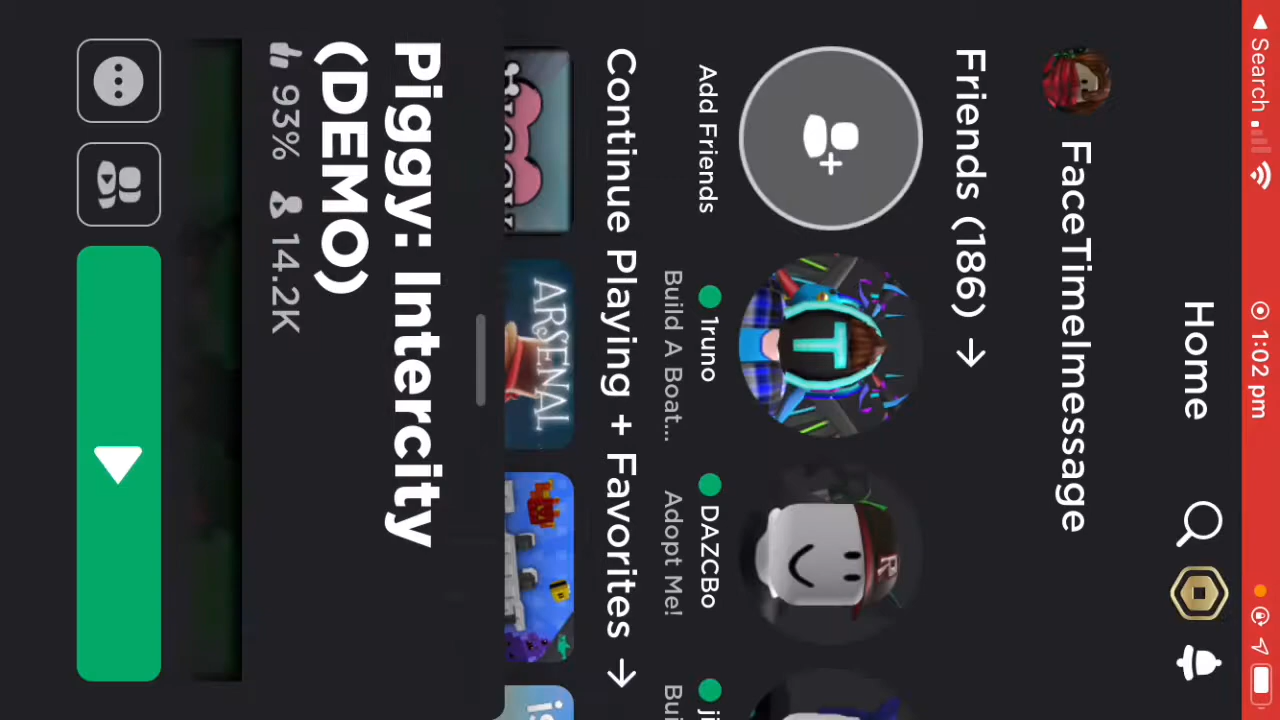 Search
1:02 pm
Home
FaceTimeImessage
Friends (186)
Add Friends
1runo
DAZCBo
Build A Boat...
Adopt Me!
Continue Playing + Favorites
ARSENAL
Piggy: Intercity
(DEMO)
93%
14.2K